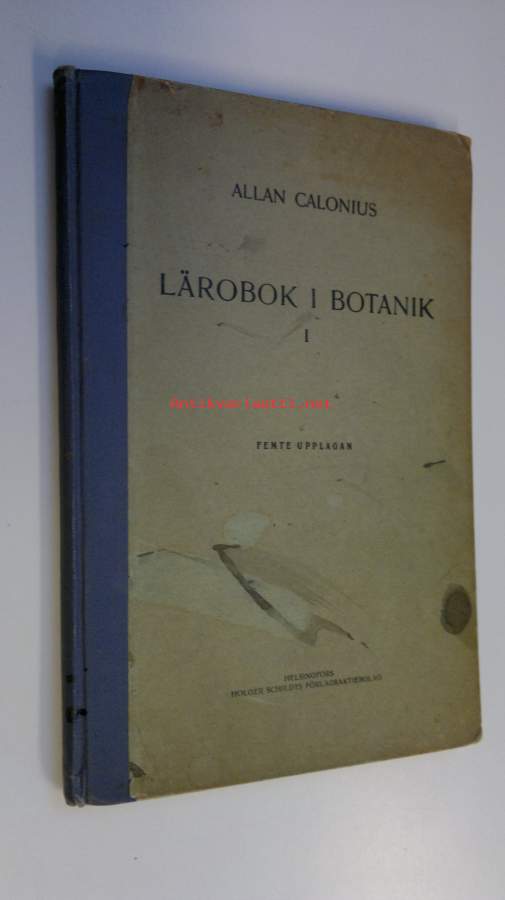 ALLAN CALONIUS
LÄROBOK I BOTANIK
I
Antikvariaatti.net
FEMTE UPPLAGAN
HELSINGFORS
HOLGER SCHILDTS FÖRLAGSAKTIEBOLAG